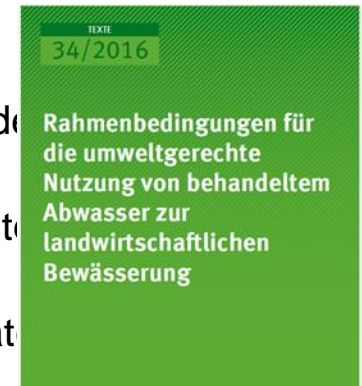 TEXTE
34/2016
Rahmenbedingungen für
die umweltgerechte
Nutzung von behandeltem
Abwasser zur
landwirtschaftlichen
Bewässerung